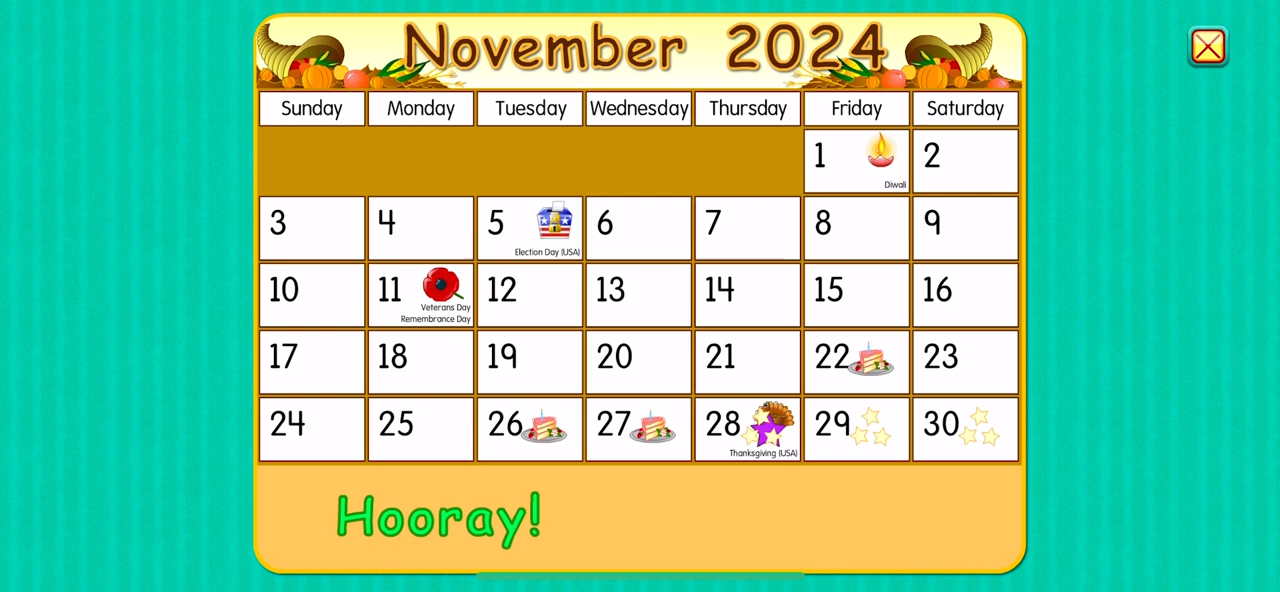 November 2024
Sunday Monday Tuesday Wednesday Thursday Friday Saturday
1 2
Diwali
3 4 5 6 7 8 9
Election Day (USA)
10 11 12 13 14 15 16
Veterans Day
Remembrance Day
17 18 19 20 21 22 23
24 25 26 27 28 29 30
Thanksgiving (USA)
Hooray!